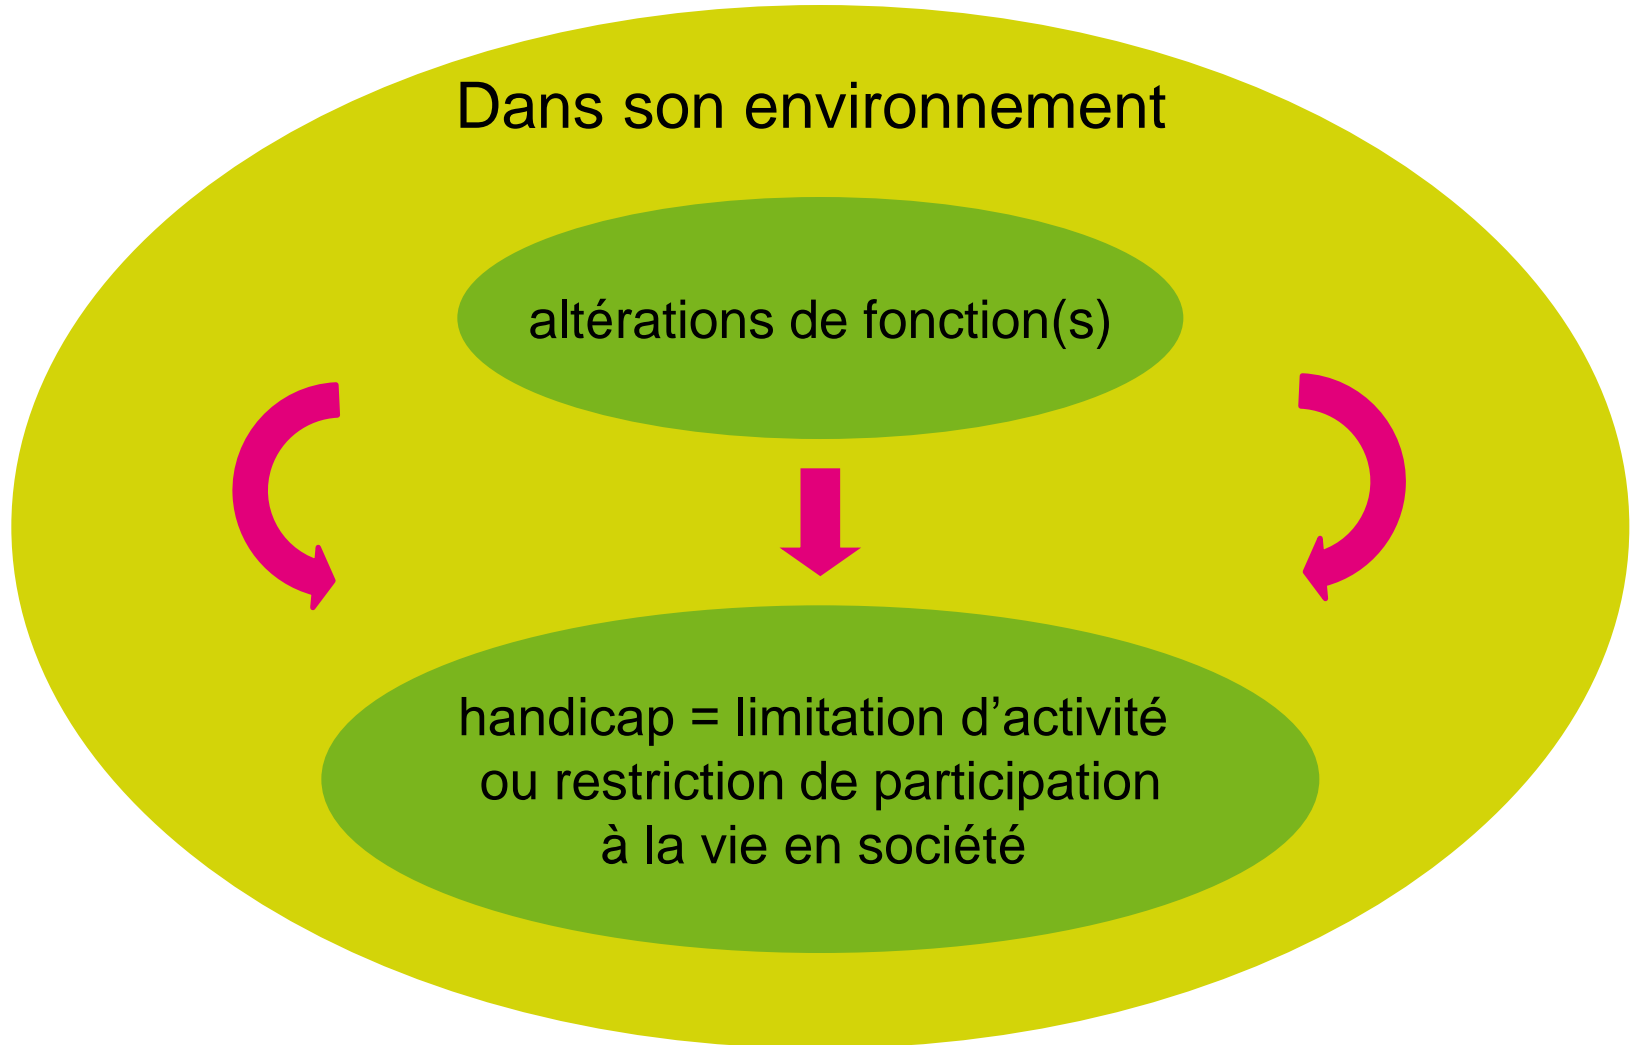 Dans son environnement
altérations de fonction(s)
handicap = limitation d’activité
ou restriction de participation
à la vie en société